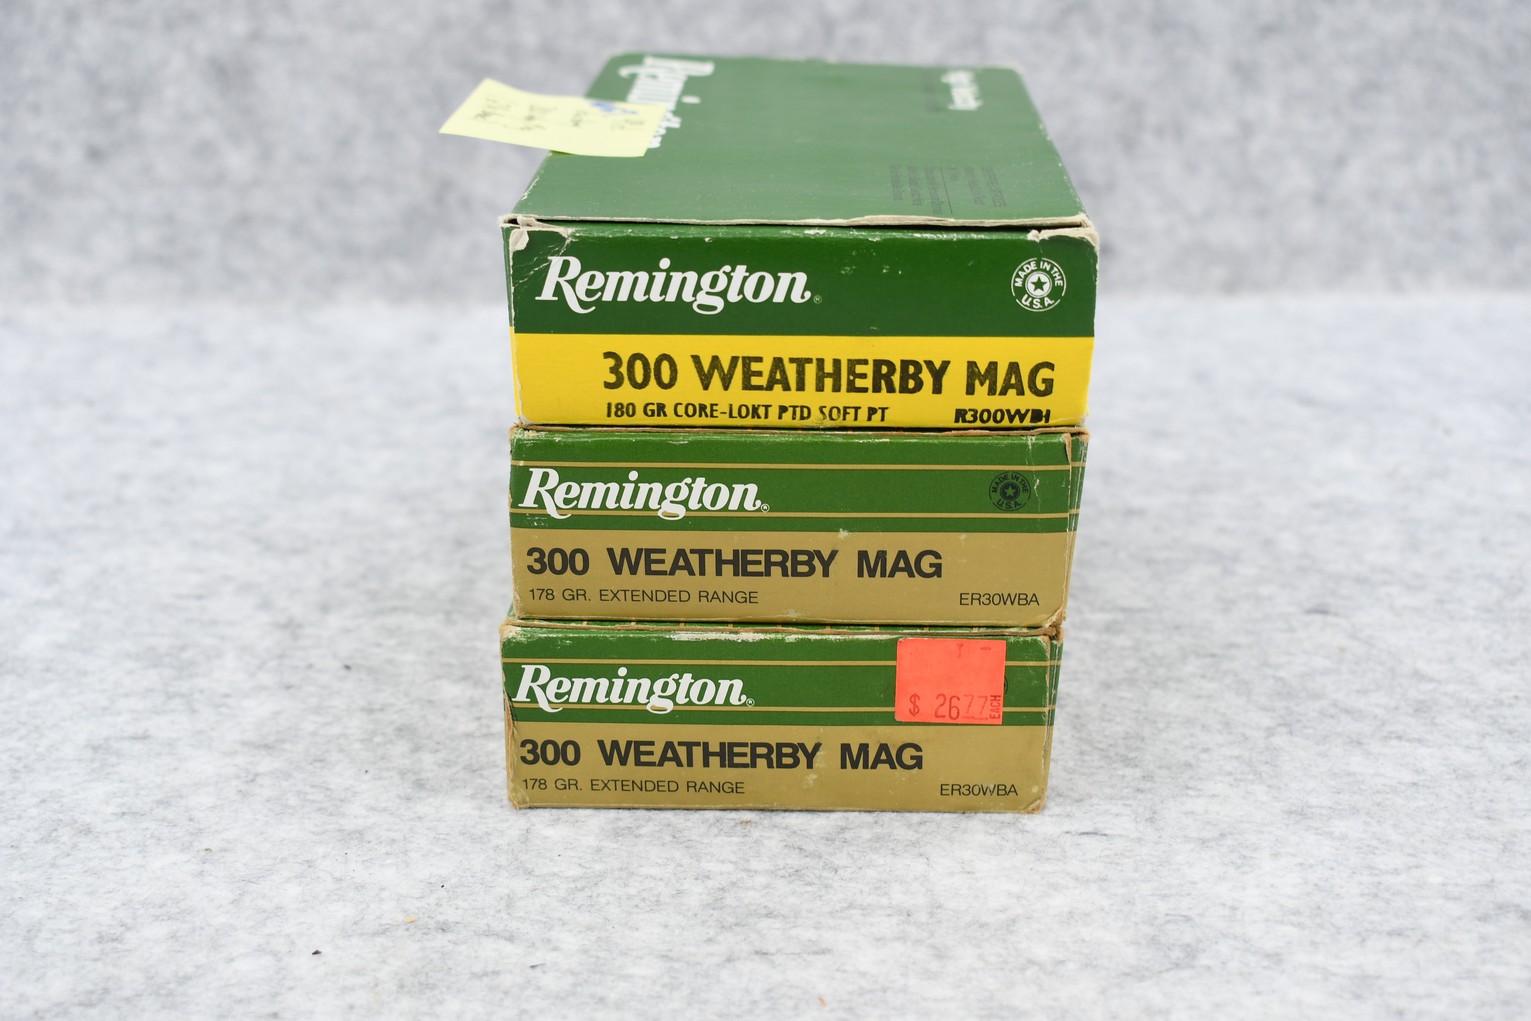 Remington
Remington
MADE IN THE
U.S.A.
300 WEATHERBY MAG
180 GR CORE-LOKT PTD SOFT PT
R300WB1
Remington
MADE IN THE
U.S.A.
300 WEATHERBY MAG
178 GR. EXTENDED RANGE
ER30WBA
Remington
$ 26.77
EACH
300 WEATHERBY MAG
178 GR. EXTENDED RANGE
ER30WBA